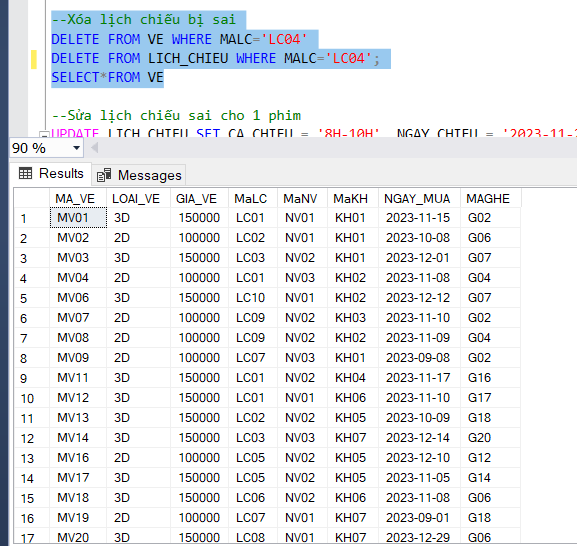 --Xóa lịch chiếu bị sai
DELETE FROM VE WHERE MALC='LC04'
DELETE FROM LICH_CHIEU WHERE MALC='LC04';
SELECT*FROM VE
--Sửa lịch chiếu sai cho 1 phim
UPDATE LICH_CHIEU SET CA_CHIEU = '8H-10H', NGAY_CHIEU = '2023-11-2
90 %
Results Messages
MA_VE LOAI_VE GIA_VE MaLC MaNV MaKH NGAY_MUA MAGHE
1 MV01 3D 150000 LC01 NV01 KH01 2023-11-15 G02
2 MV02 2D 100000 LC02 NV01 KH01 2023-10-08 G06
3 MV03 3D 150000 LC03 NV02 KH01 2023-12-01 G07
4 MV04 2D 100000 LC01 NV03 KH02 2023-11-08 G04
5 MV06 3D 150000 LC10 NV01 KH02 2023-12-12 G07
6 MV07 2D 100000 LC09 NV02 KH03 2023-11-10 G02
7 MV08 2D 100000 LC09 NV02 KH02 2023-11-09 G04
8 MV09 2D 100000 LC07 NV03 KH01 2023-09-08 G02
9 MV11 3D 150000 LC01 NV02 KH04 2023-11-17 G16
10 MV12 3D 150000 LC01 NV01 KH06 2023-11-10 G17
11 MV13 3D 150000 LC02 NV01 KH05 2023-10-09 G18
12 MV14 3D 150000 LC03 NV03 KH07 2023-12-14 G20
13 MV16 2D 100000 LC05 NV02 KH05 2023-12-10 G12
14 MV17 3D 150000 LC05 NV02 KH05 2023-11-05 G14
15 MV18 3D 150000 LC06 NV02 KH06 2023-11-08 G06
16 MV19 2D 100000 LC07 NV01 KH07 2023-09-01 G18
17 MV20 3D 150000 LC08 NV01 KH07 2023-12-29 G06